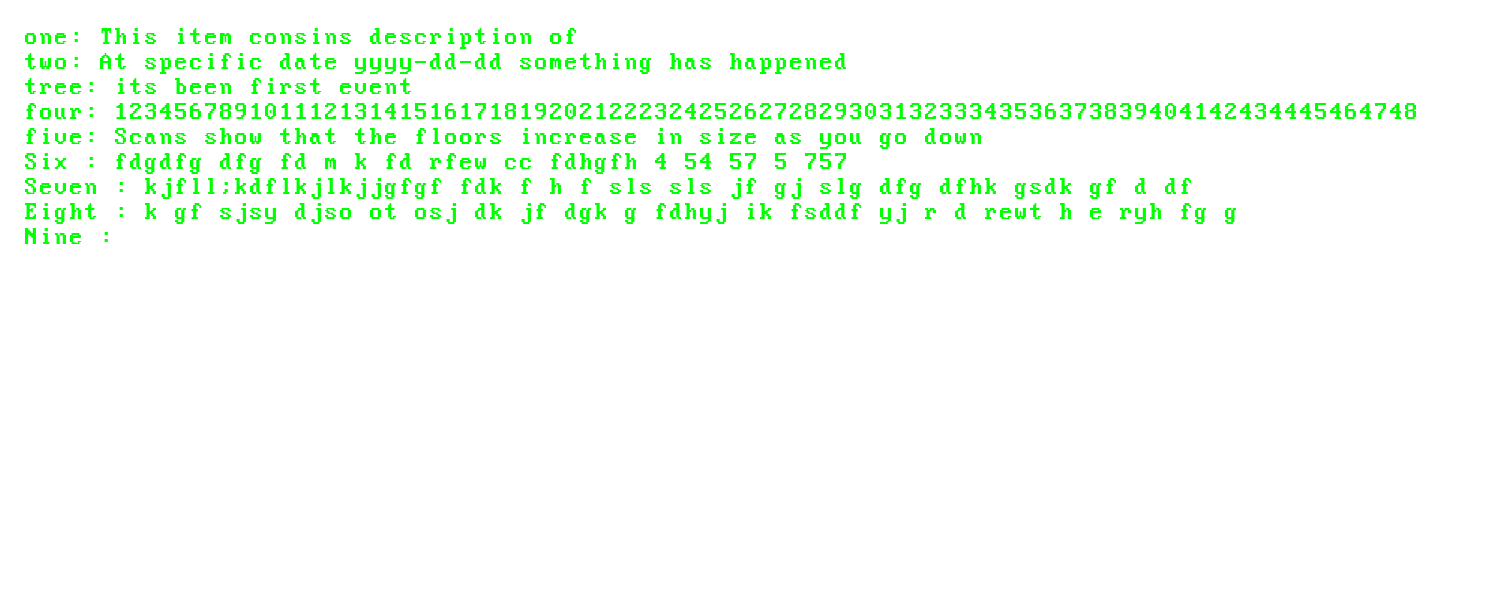 one: This item consins description of
two: At specific date yyyy-dd-dd something has happened
tree: its been first event
four: 123456789101112131415161718192021222324252627282930313233343536373839404142434445464748
five: Scans show that the floors increase in size as you go down
Six : fdgdfg dfg fd m k fd rfew cc fdhgfh 4 54 57 5 757
Seven : kjfll;kdflkjlkjjgfgf fdk f h f sls sls jf gj slg dfg dfhk gsdk gf d df
Eight : k gf sjsy djso ot osj dk jf dgk g fdhyj ik fsddf yj r d rewt h e ryh fg g
Nine :